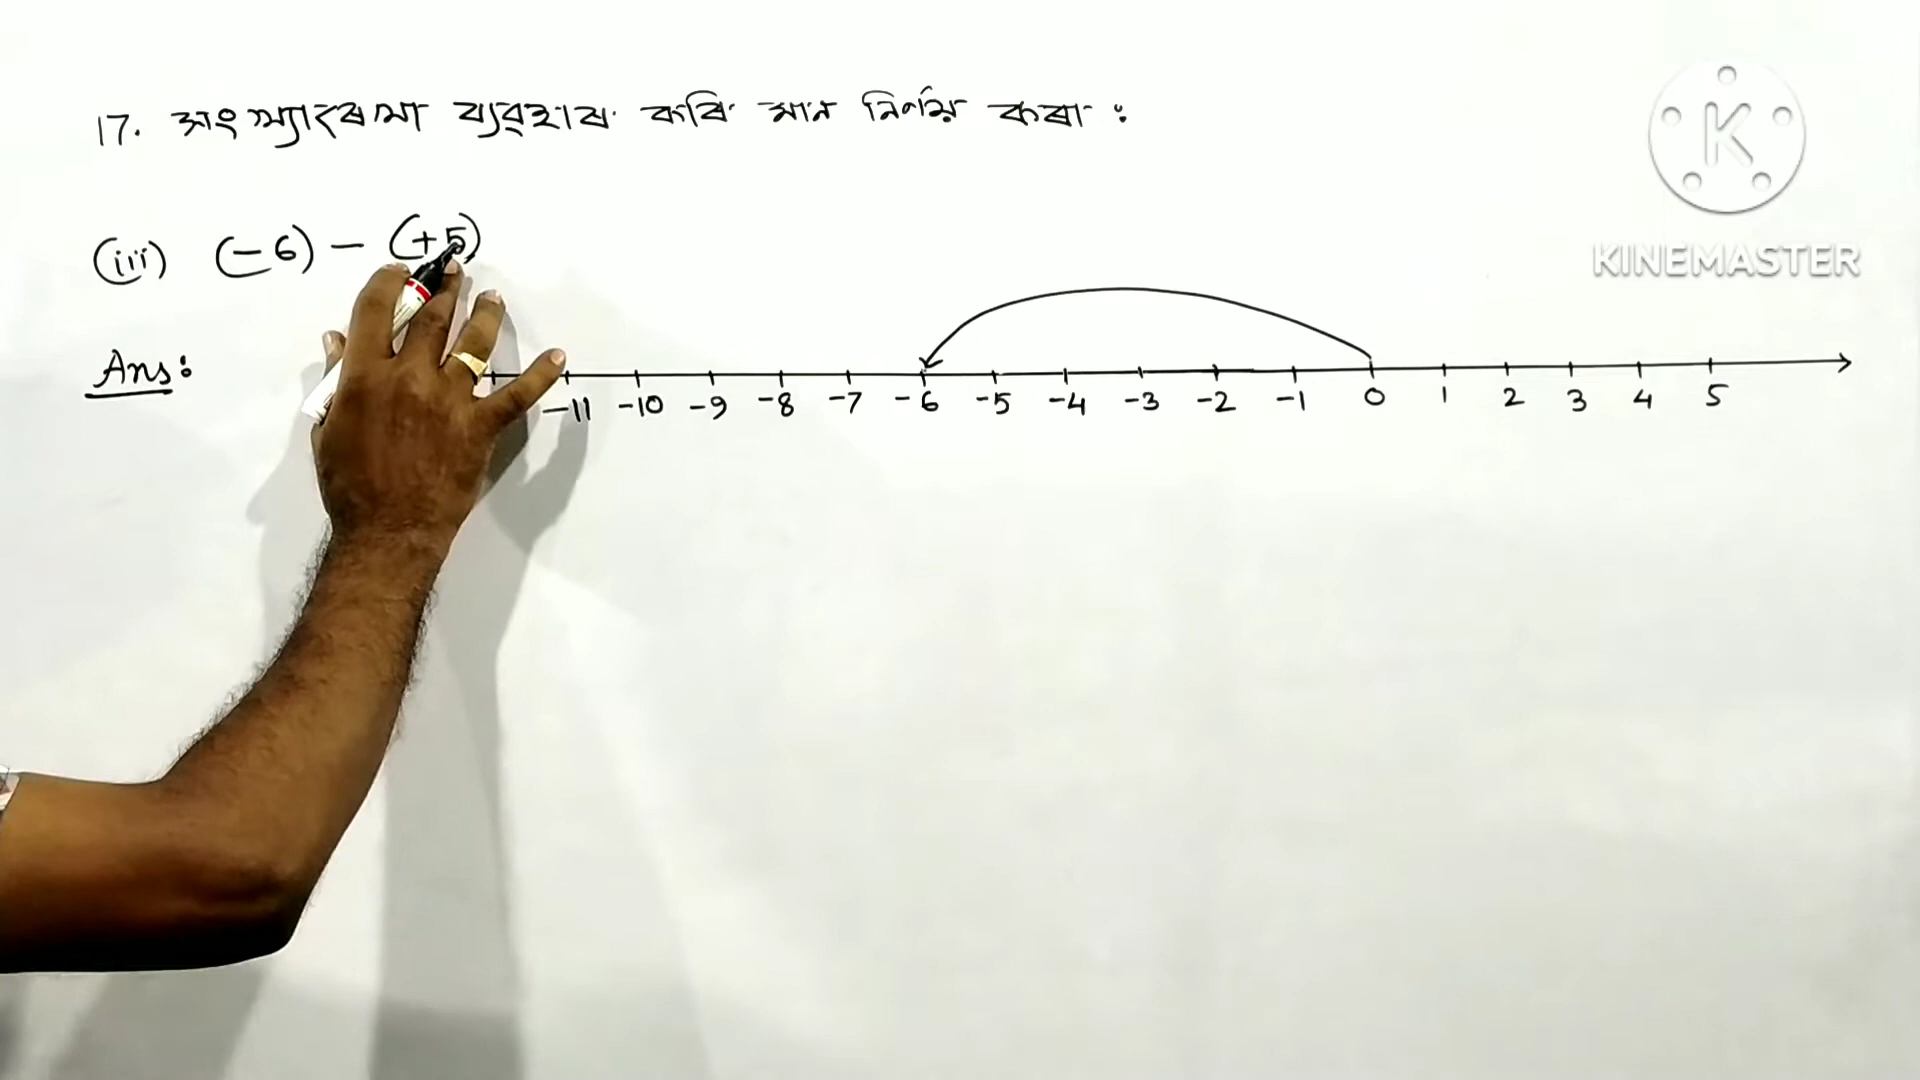 17. সংখ্যাৰেখা ব্যৱহাৰ কৰি মান নিৰ্ণয় কৰা :
KINEMASTER
(iii) (-6) - (+5)
Ans:
-11 -10 -9 -8 -7 -6 -5 -4 -3 -2 -1 0 1 2 3 4 5